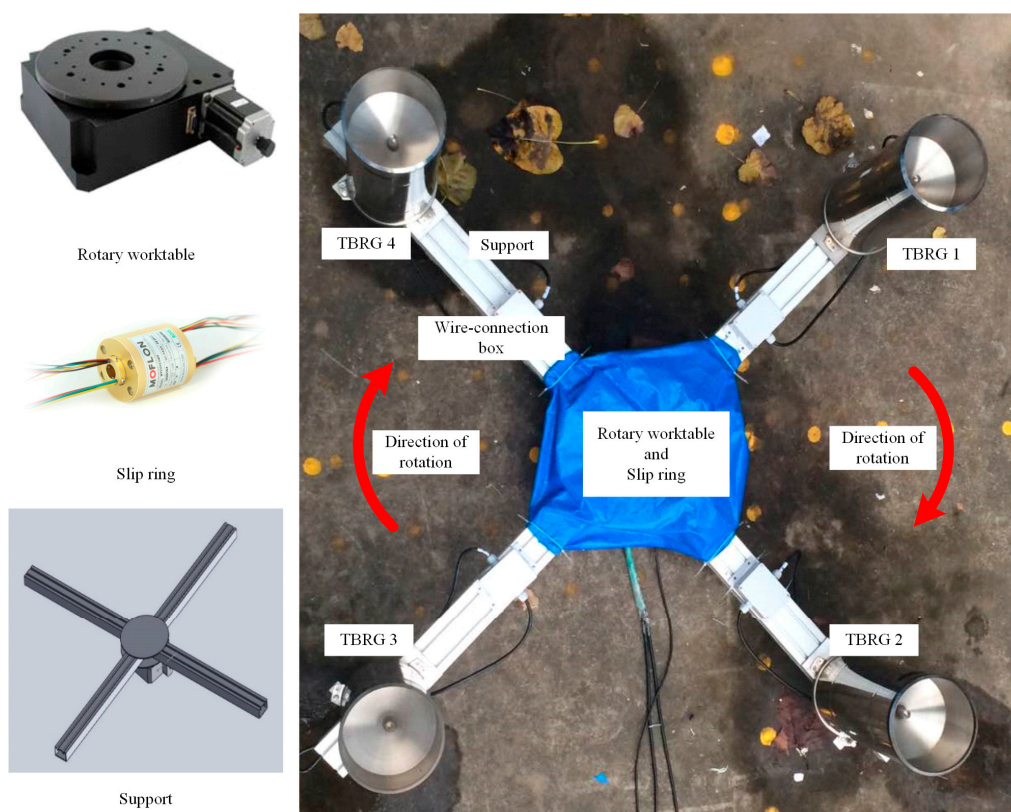 Rotary worktable
MOFLON
Slip ring
Support
TBRG 4
Support
TBRG 1
Wire-connection
box
Direction of
rotation
Rotary worktable
and
Slip ring
Direction of
rotation
TBRG 3
TBRG 2